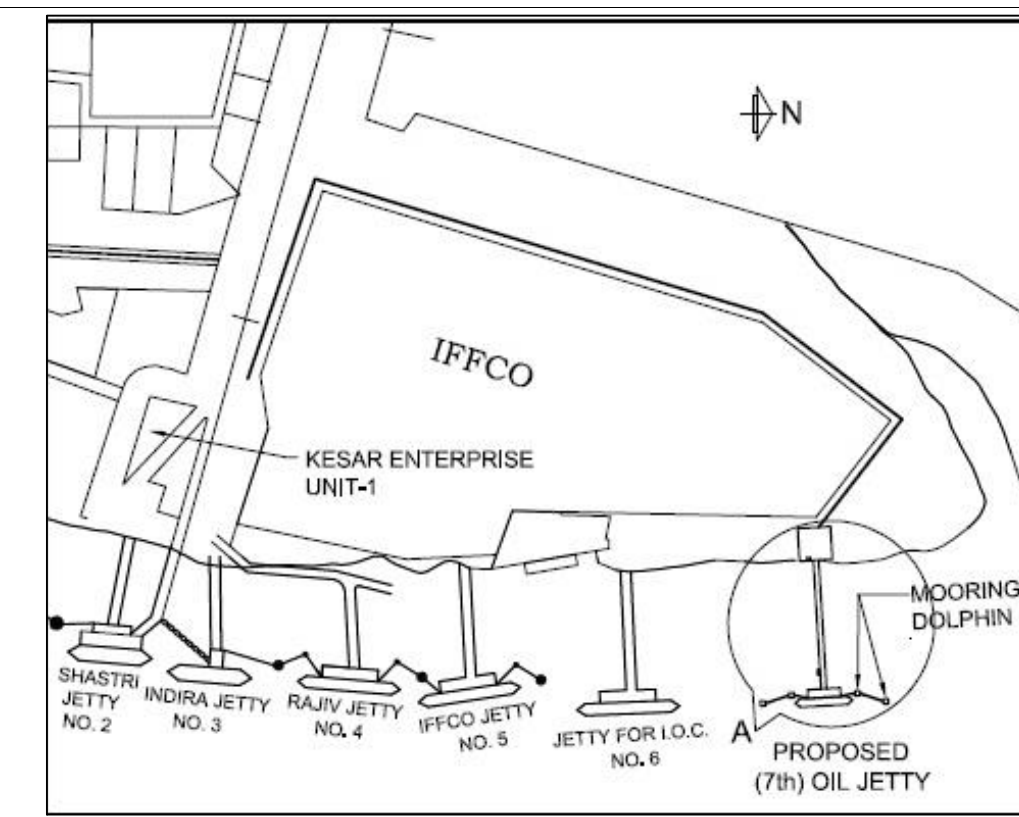 N
IFFCO
KESAR ENTERPRISE
UNIT-1
MOORING
DOLPHIN
SHASTRI
JETTY
NO. 2
INDIRA JETTY
NO. 3
RAJIV JETTY
NO. 4
IFFCO JETTY
NO. 5
JETTY FOR I.O.C.
NO. 6
A
PROPOSED
(7th) OIL JETTY